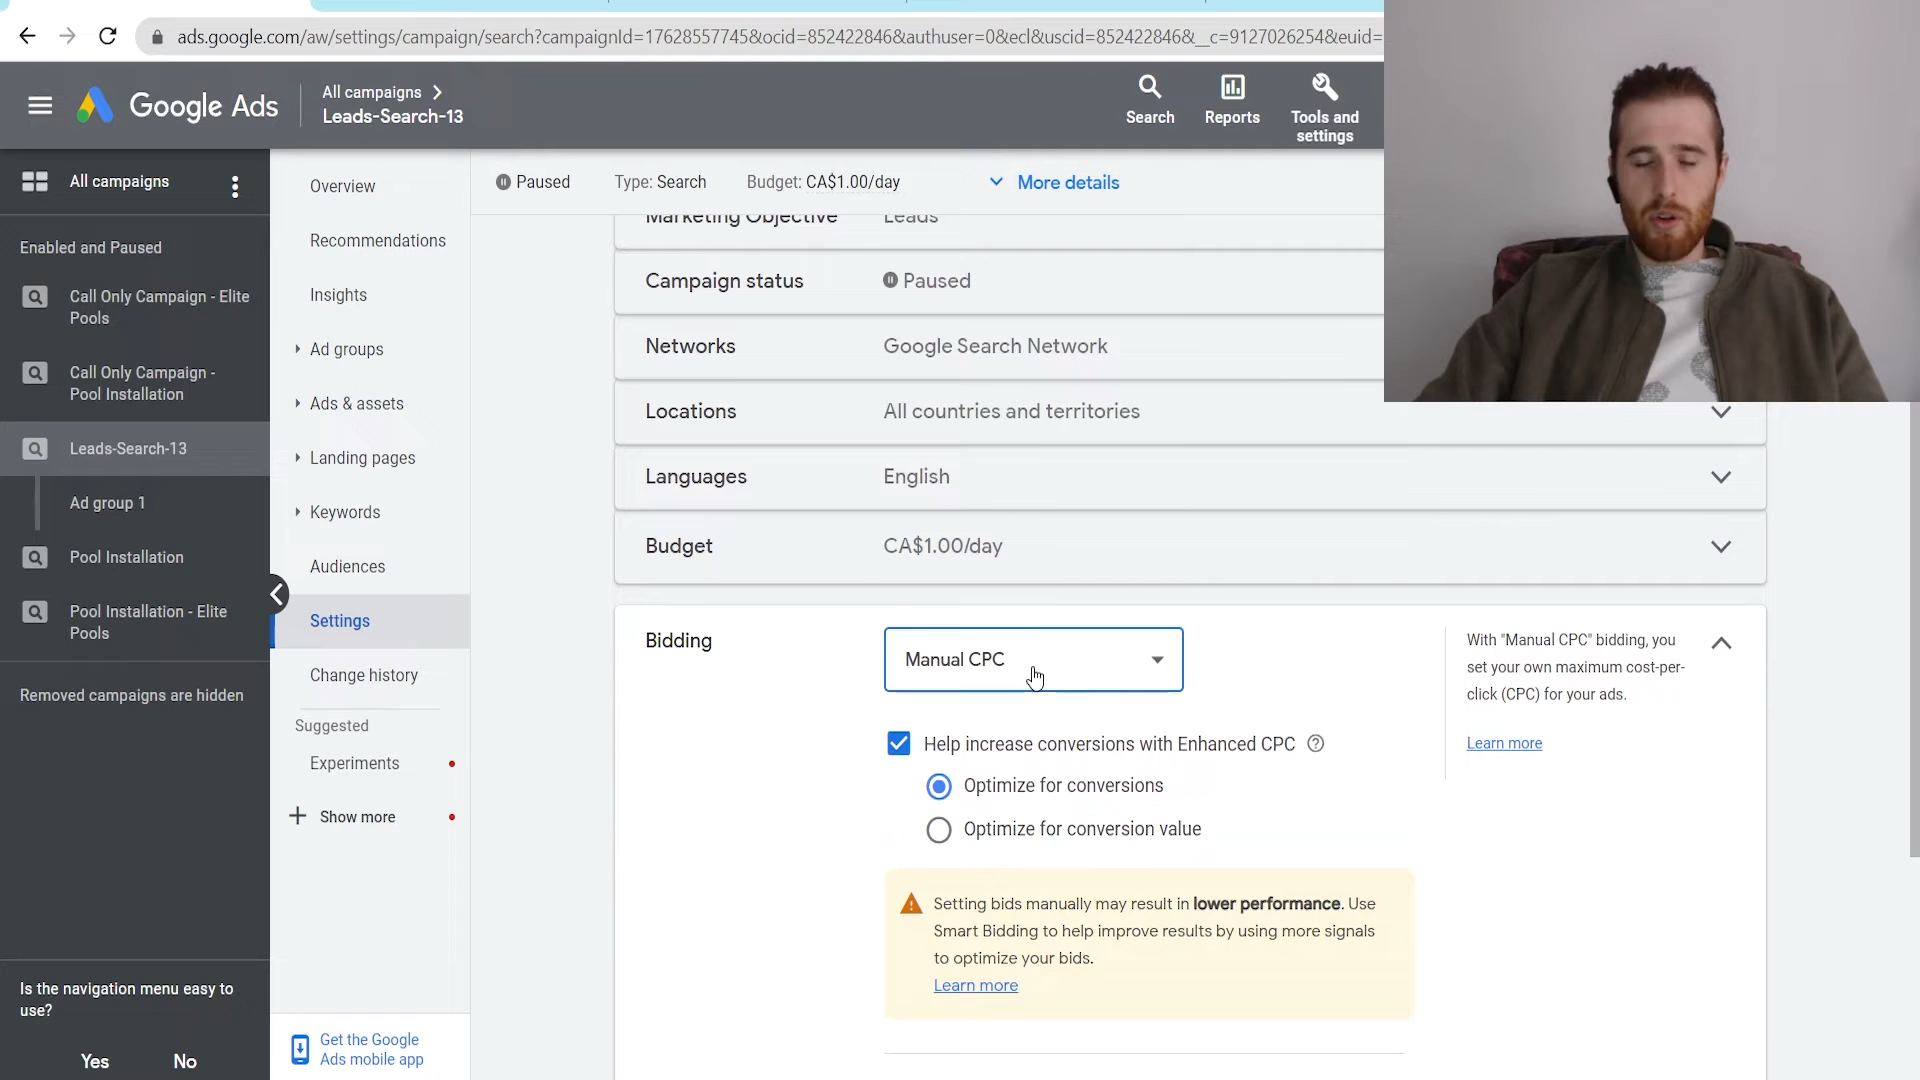 ads.google.com/aw/settings/campaign/search?campaignId=17628557745&ocid=852422846&authuser=0&ecl&uscid=852422846&__c=9127026254&euid=
Google Ads
All campaigns
Leads-Search-13
Search
Reports
Tools and
settings
All campaigns
Enabled and Paused
Call Only Campaign - Elite
Pools
Call Only Campaign -
Pool Installation
Leads-Search-13
Ad group 1
Pool Installation
Pool Installation - Elite
Pools
Removed campaigns are hidden
Is the navigation menu easy to
use?
Yes No
Overview
Recommendations
Insights
Ad groups
Ads & assets
Landing pages
Keywords
Audiences
Settings
Change history
Suggested
Experiments
Show more
Get the Google
Ads mobile app
Paused Type: Search Budget: CA$1.00/day More details
Marketing Objective Leads
Campaign status Paused
Networks Google Search Network
Locations All countries and territories
Languages English
Budget CA$1.00/day
Bidding
Manual CPC
Help increase conversions with Enhanced CPC
Optimize for conversions
Optimize for conversion value
Setting bids manually may result in lower performance. Use
Smart Bidding to help improve results by using more signals
to optimize your bids.
Learn more
With "Manual CPC" bidding, you
set your own maximum cost-per-
click (CPC) for your ads.
Learn more